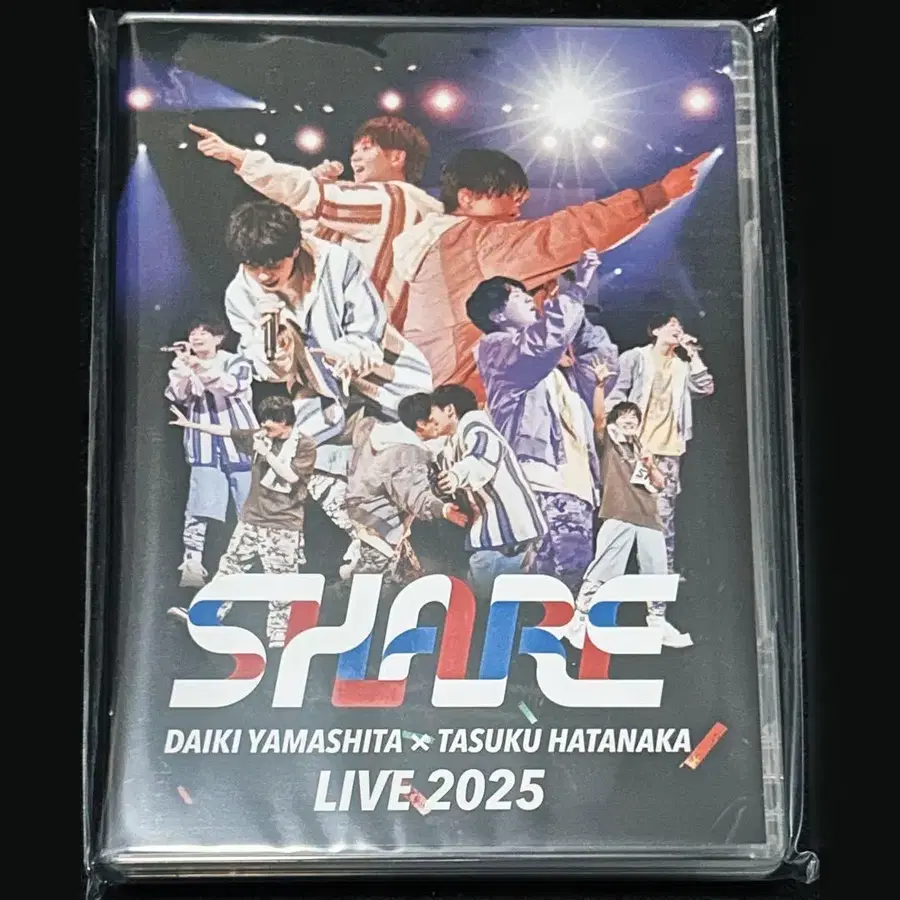 SHARE
DAIKI YAMASHITA × TASUKU HATANAKA
LIVE 2025